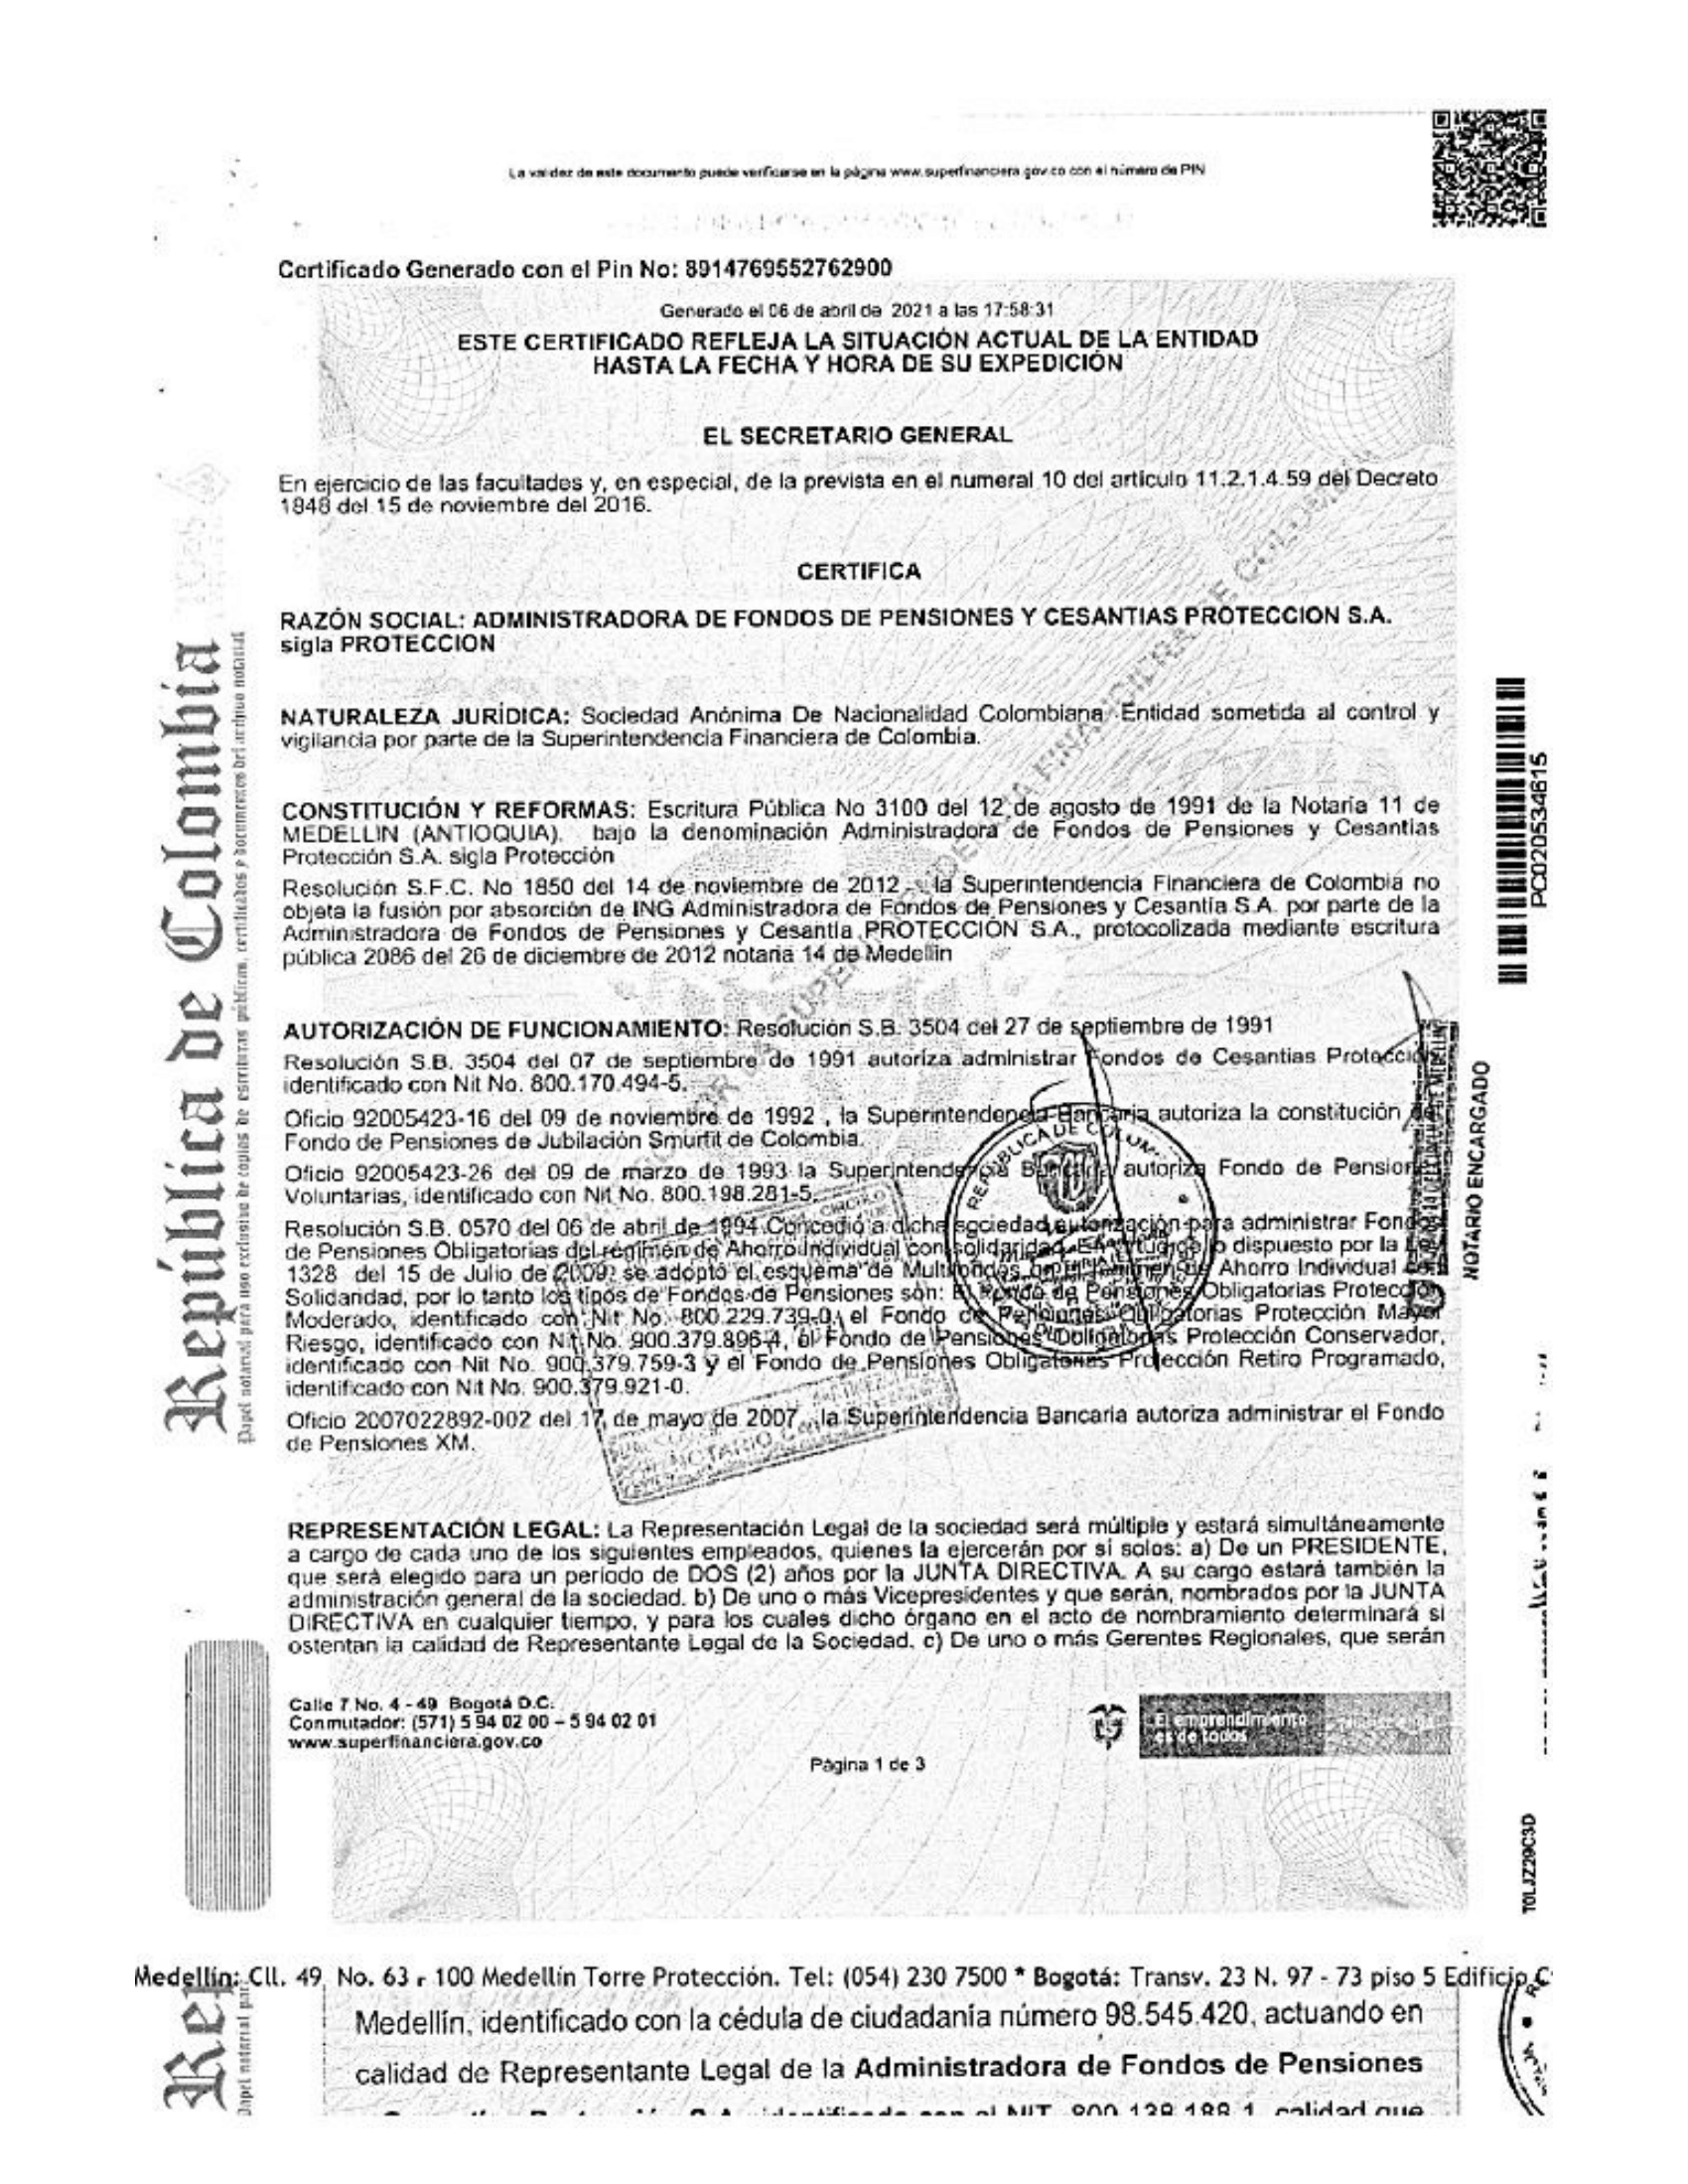 La validez de este documento puede verificarse en la página www.superfinanciera.gov.co con el número de PIN
Certificado Generado con el Pin No: 8914769552762900
Generado el 06 de abril de 2021 a las 17:58:31
ESTE CERTIFICADO REFLEJA LA SITUACIÓN ACTUAL DE LA ENTIDAD
HASTA LA FECHA Y HORA DE SU EXPEDICIÓN
EL SECRETARIO GENERAL
En ejercicio de las facultades y, en especial, de la prevista en el numeral 10 del artículo 11.2.1.4.59 del Decreto
1848 del 15 de noviembre del 2016.
CERTIFICA
RAZÓN SOCIAL: ADMINISTRADORA DE FONDOS DE PENSIONES Y CESANTIAS PROTECCION S.A.
sigla PROTECCION
NATURALEZA JURÍDICA: Sociedad Anónima De Nacionalidad Colombiana. Entidad sometida al control y
vigilancia por parte de la Superintendencia Financiera de Colombia.
CONSTITUCIÓN Y REFORMAS: Escritura Pública No 3100 del 12 de agosto de 1991 de la Notaría 11 de
MEDELLIN (ANTIOQUIA). bajo la denominación Administradora de Fondos de Pensiones y Cesantias
Protección S.A. sigla Protección
Resolución S.F.C. No 1850 del 14 de noviembre de 2012 , la Superintendencia Financiera de Colombia no
objeta la fusión por absorción de ING Administradora de Fondos de Pensiones y Cesantía S.A. por parte de la
Administradora de Fondos de Pensiones y Cesantía PROTECCIÓN S.A., protocolizada mediante escritura
pública 2086 del 26 de diciembre de 2012 notaria 14 de Medellin
AUTORIZACIÓN DE FUNCIONAMIENTO: Resolución S.B. 3504 del 27 de septiembre de 1991
Resolución S.B. 3504 del 07 de septiembre de 1991 autoriza administrar Fondos de Cesantias Protección
identificado con Nit No. 800.170.494-5.
Oficio 92005423-16 del 09 de noviembre de 1992 , la Superintendencia Bancaria autoriza la constitución
Fondo de Pensiones de Jubilación Smurfit de Colombia.
Oficio 92005423-26 del 09 de marzo de 1993 la Superintendencia Bancaria autoriza Fondo de Pension
Voluntarias, identificado con Nit No. 800.198.281-5.
Resolución S.B. 0570 del 06 de abril de 1994 Concedió a dicha sociedad autorización para administrar Fondos
de Pensiones Obligatorias del régimen de Ahorro Individual con solidaridad. En virtud de lo dispuesto por la Ley
1328 del 15 de Julio de 2009, se adoptó el esquema de Multifondos en el Régimen de Ahorro Individual con
Solidaridad, por lo tanto los tipos de Fondos de Pensiones son: El Fondo de Pensiones Obligatorias Protección
Moderado, identificado con Nit No. 800.229.739-0, el Fondo de Pensiones Obligatorias Protección Mayor
Riesgo, identificado con Nit No. 900.379.896-4, el Fondo de Pensiones Obligatorias Protección Conservador,
identificado con Nit No. 900.379.759-3 y el Fondo de Pensiones Obligatorias Protección Retiro Programado,
identificado con Nit No. 900.379.921-0.
Oficio 2007022892-002 del 17 de mayo de 2007 , la Superintendencia Bancaria autoriza administrar el Fondo
de Pensiones XM.
REPRESENTACIÓN LEGAL: La Representación Legal de la sociedad será múltiple y estará simultáneamente
a cargo de cada uno de los siguientes empleados, quienes la ejercerán por si solos: a) De un PRESIDENTE,
que será elegido para un período de DOS (2) años por la JUNTA DIRECTIVA. A su cargo estará también la
administración general de la sociedad. b) De uno o más Vicepresidentes y que serán, nombrados por la JUNTA
DIRECTIVA en cualquier tiempo, y para los cuales dicho órgano en el acto de nombramiento determinará si
ostentan la calidad de Representante Legal de la Sociedad. c) De uno o más Gerentes Regionales, que serán
Calle 7 No. 4 - 49 Bogotá D.C.
Conmutador: (571) 5 94 02 00 – 5 94 02 01
www.superfinanciera.gov.co
El emprendimiento
es de todos
Página 1 de 3
República de Colombia
Papel notarial para uso exclusivo de copias de escrituras públicas, certificados y documentos del archivo notarial
PC020534615
NOTARIO ENCARGADO
T0LJZ29C3D
Medellín: Cll. 49, No. 63 - 100 Medellín Torre Protección. Tel: (054) 230 7500 * Bogotá: Transv. 23 N. 97 - 73 piso 5 Edificio C
Medellín, identificado con la cédula de ciudadanía número 98.545.420, actuando en
calidad de Representante Legal de la Administradora de Fondos de Pensiones
Rep
Papel notarial par